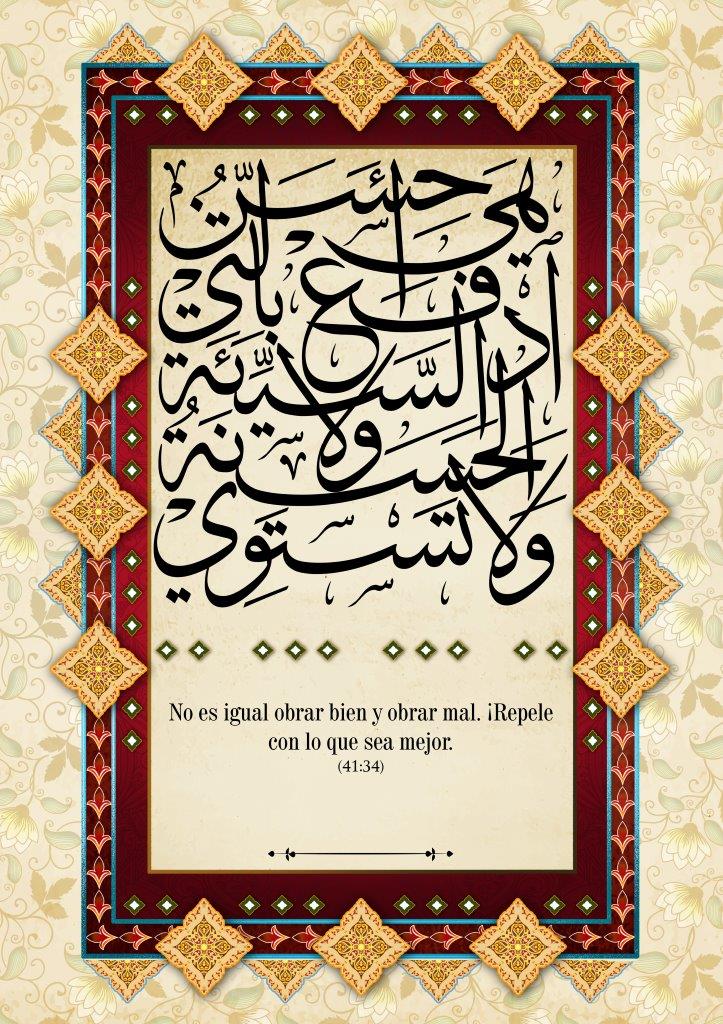 ولا تستوي
الحسنة
ولا السيئة
ادفع بالتي
هي أحسن
No es igual obrar bien y obrar mal. ¡Repele
con lo que sea mejor.
(41:34)